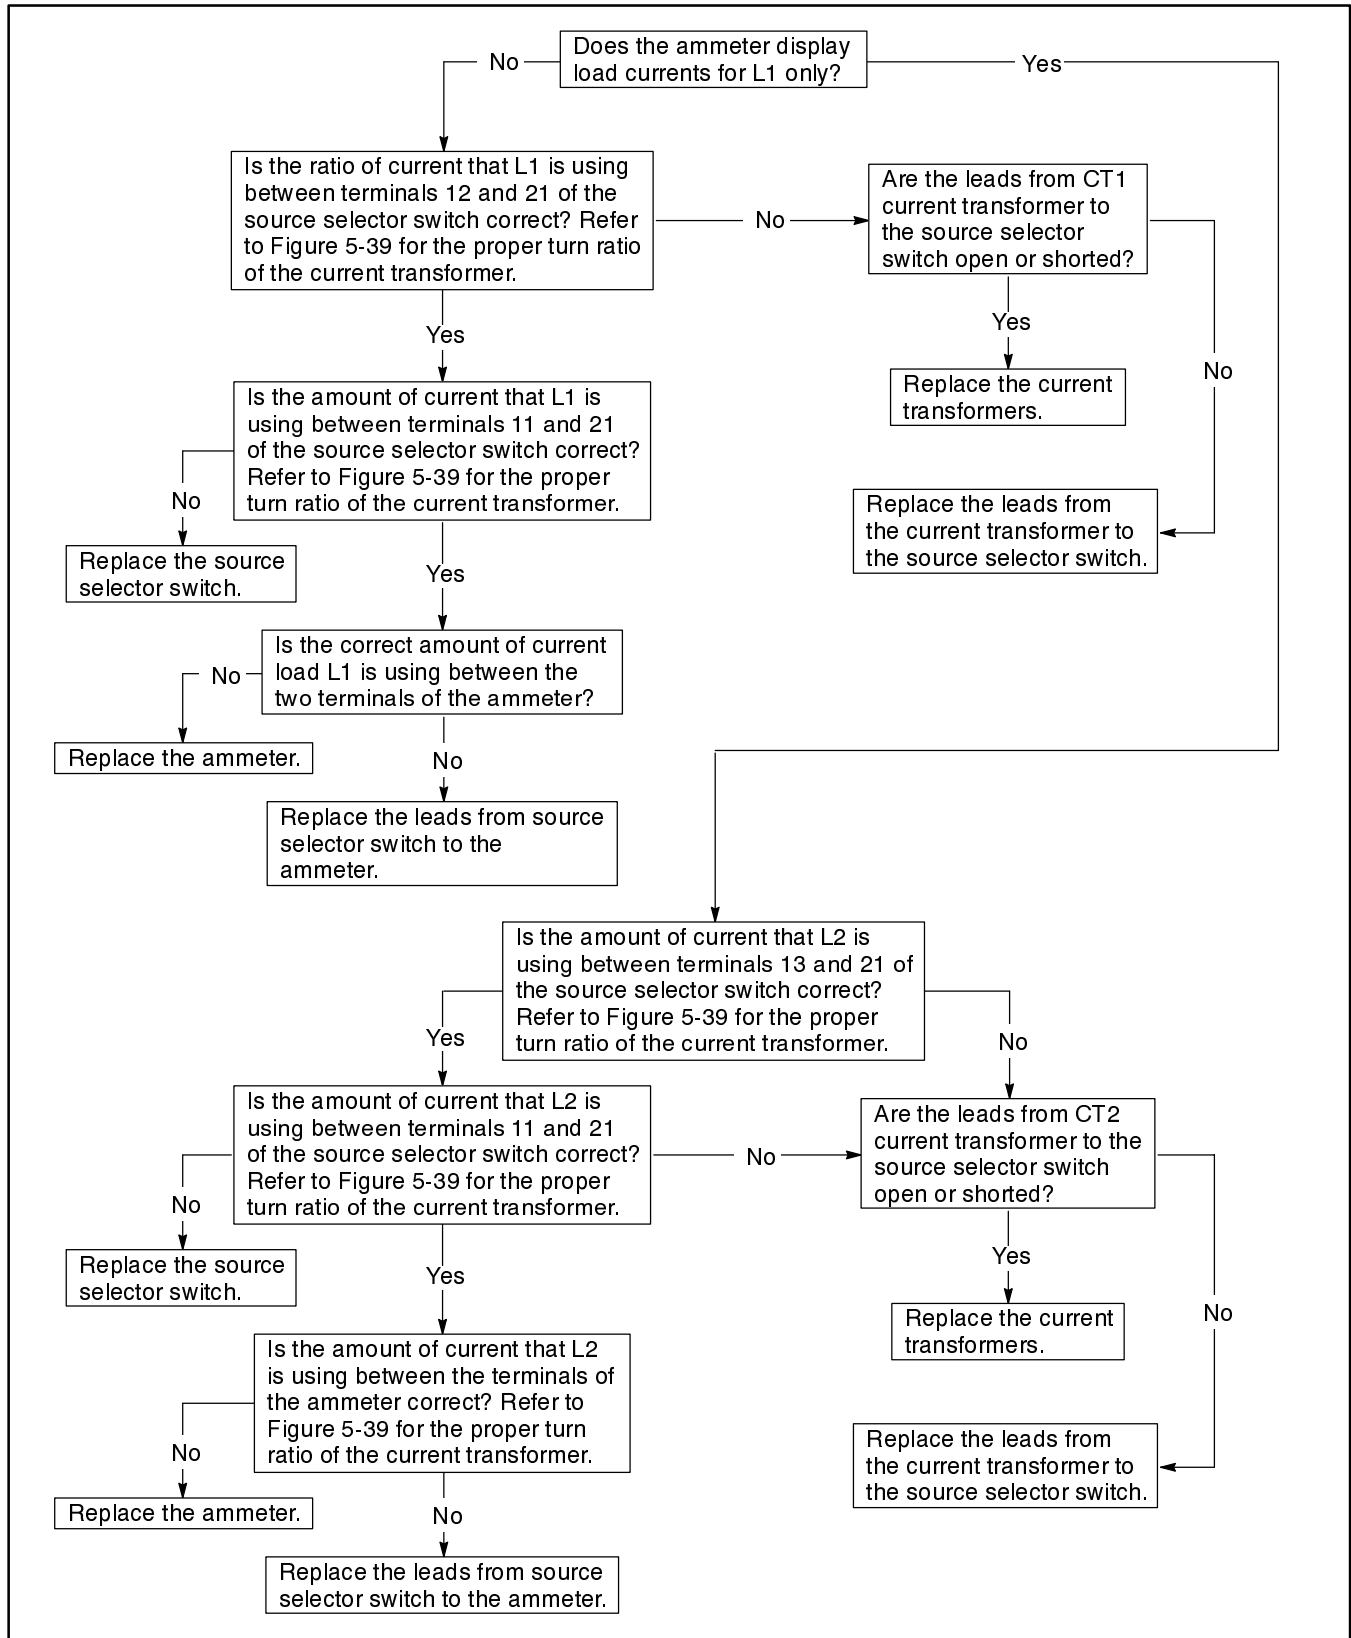 Does the ammeter display
load currents for L1 only?
No
Yes
Is the ratio of current that L1 is using
between terminals 12 and 21 of the
source selector switch correct? Refer
to Figure 5-39 for the proper turn ratio
of the current transformer.
No
Are the leads from CT1
current transformer to
the source selector
switch open or shorted?
Yes
Yes
No
Replace the current
transformers.
Is the amount of current that L1 is
using between terminals 11 and 21
of the source selector switch correct?
Refer to Figure 5-39 for the proper
turn ratio of the current transformer.
No
Replace the leads from
the current transformer to
the source selector switch.
Replace the source
selector switch.
Yes
Is the correct amount of current
load L1 is using between the
two terminals of the ammeter?
No
Replace the ammeter.
No
Replace the leads from source
selector switch to the
ammeter.
Is the amount of current that L2 is
using between terminals 13 and 21 of
the source selector switch correct?
Refer to Figure 5-39 for the proper
turn ratio of the current transformer.
Yes
No
Is the amount of current that L2 is
using between terminals 11 and 21
of the source selector switch correct?
Refer to Figure 5-39 for the proper
turn ratio of the current transformer.
No
Are the leads from CT2
current transformer to the
source selector switch
open or shorted?
No
Replace the source
selector switch.
Yes
Yes
No
Replace the current
transformers.
Is the amount of current that L2
is using between the terminals of
the ammeter correct? Refer to
Figure 5-39 for the proper turn
ratio of the current transformer.
No
Replace the leads from
the current transformer to
the source selector switch.
Replace the ammeter.
No
Replace the leads from source
selector switch to the ammeter.